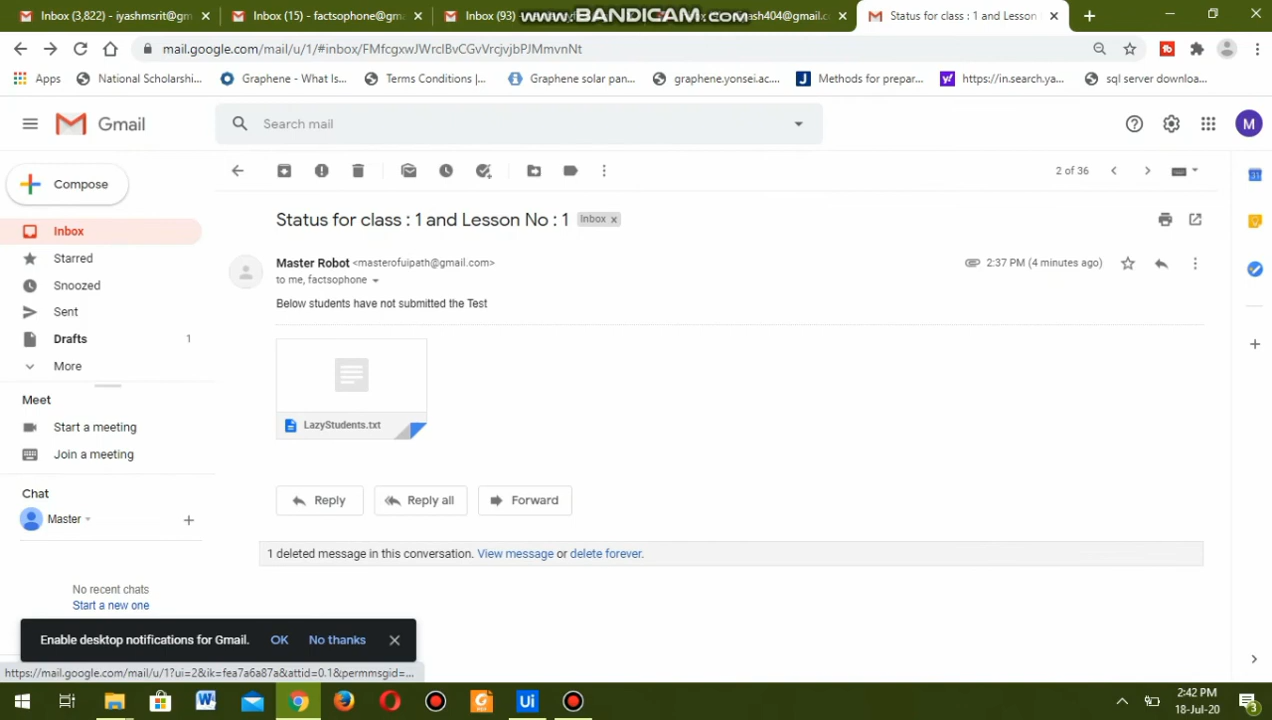 Inbox (3,822) - iyashmsrit@gm
Inbox (15) - factsophone@gm
Inbox (93)
ash404@gmail.c
Status for class : 1 and Lesson
www.BANDICAM.com
mail.google.com/mail/u/1/#inbox/FMfcgxwJWrclBvCGvVrcjvjbPJMmvnNt
Apps
National Scholarshi...
Graphene - What Is...
Terms Conditions |...
Graphene solar pan...
graphene.yonsei.ac....
Methods for prepar...
https://in.search.ya...
sql server downloa...
Gmail
Search mail
M
Compose
2 of 36
Inbox
Starred
Snoozed
Sent
Drafts 1
More
Status for class : 1 and Lesson No : 1 Inbox x
Master Robot <masterofuipath@gmail.com>
2:37 PM (4 minutes ago)
to me, factsophone
Below students have not submitted the Test
LazyStudents.txt
Meet
Start a meeting
Join a meeting
Chat
Master
Reply
Reply all
Forward
1 deleted message in this conversation. View message or delete forever.
No recent chats
Start a new one
Enable desktop notifications for Gmail. OK No thanks
https://mail.google.com/mail/u/1?ui=2&ik=fea7a6a87a&attid=0.1&permmsgid=...
Ui
2:42 PM
18-Jul-20
3